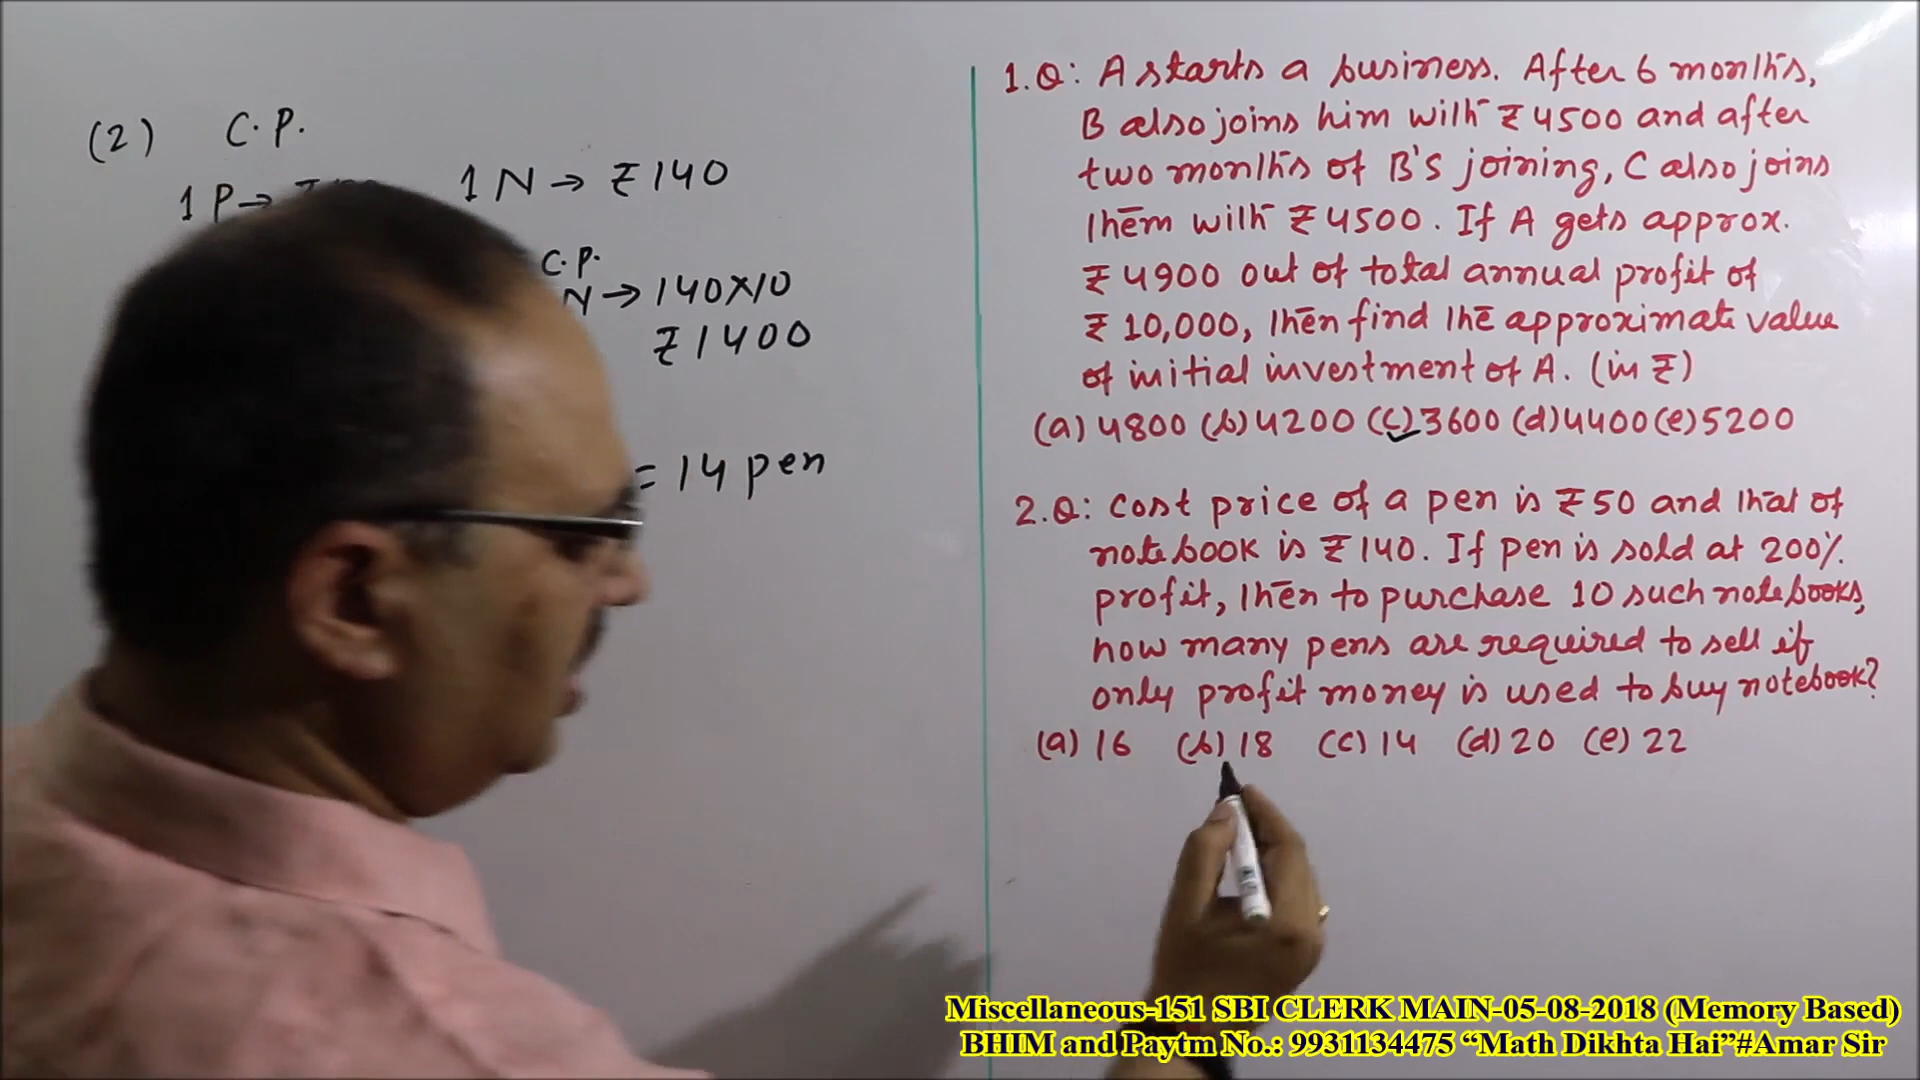 (2) C.P.
1 P→
1 N → ₹140
C.P.
N → 140×10
₹1400
= 14 pen
1.Q: A starts a business. After 6 months,
B also joins him with ₹4500 and after
two months of B's joining, C also joins
them with ₹4500. If A gets approx.
₹4900 out of total annual profit of
₹10,000, then find the approximate value
of initial investment of A. (in ₹)
(a) 4800 (b) 4200 (c) 3600 (d) 4400 (e) 5200
2.Q: Cost price of a pen is ₹50 and that of
notebook is ₹140. If pen is sold at 200%
profit, then to purchase 10 such notebooks,
how many pens are required to sell if
only profit money is used to buy notebook?
(a) 16 (b) 18 (c) 14 (d) 20 (e) 22
Miscellaneous-151 SBI CLERK MAIN-05-08-2018 (Memory Based)
BHIM and Paytm No.: 9931134475 “Math Dikhta Hai”#Amar Sir